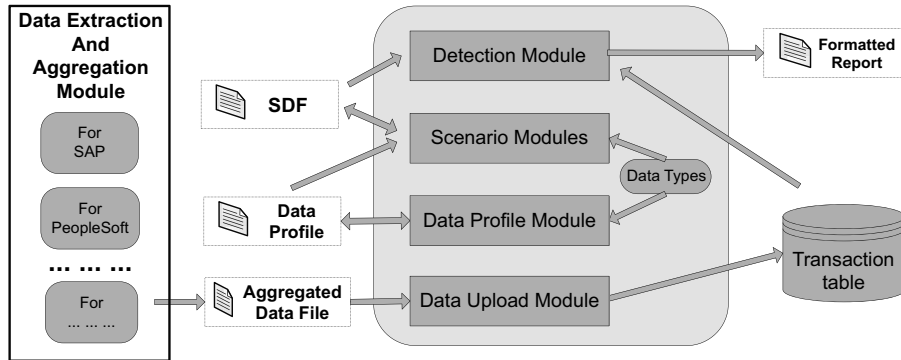 Data Extraction
And
Aggregation
Module
For
SAP
For
PeopleSoft
... ... ...
For
... ... ...
SDF
Data
Profile
Aggregated
Data File
Detection Module
Scenario Modules
Data Types
Data Profile Module
Data Upload Module
Formatted
Report
Transaction
table